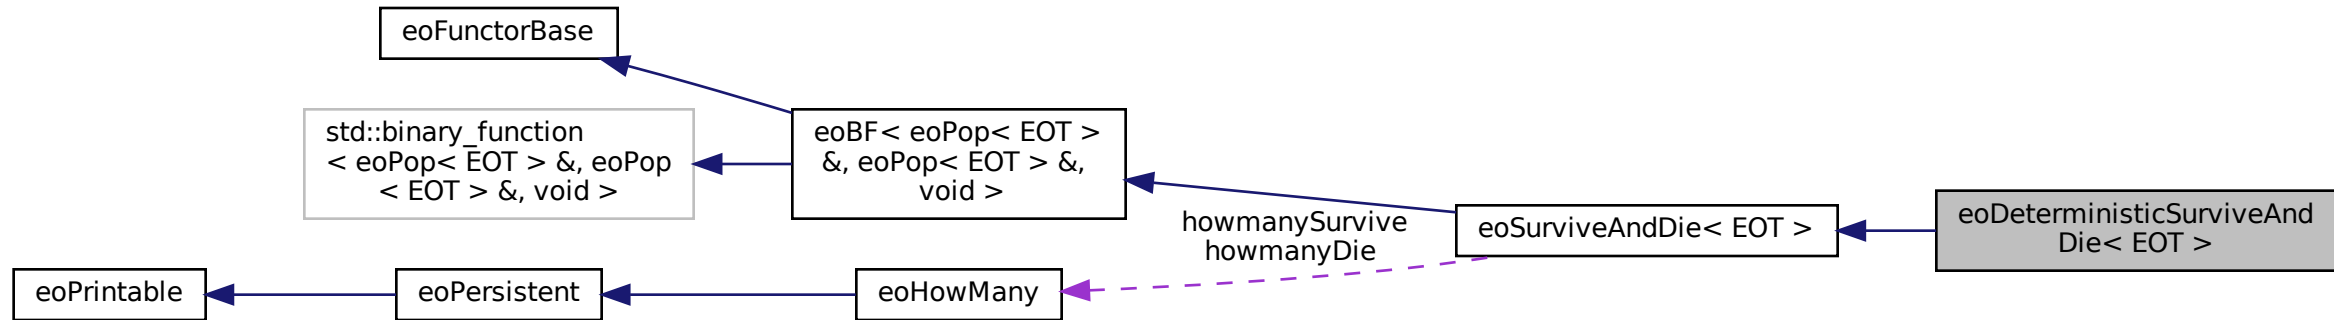 eoFunctorBase
std::binary_function
< eoPop< EOT > &, eoPop
< EOT > &, void >
eoBF< eoPop< EOT >
&, eoPop< EOT > &,
void >
howmanySurvive
howmanyDie
eoSurviveAndDie< EOT >
eoDeterministicSurviveAnd
Die< EOT >
eoPrintable
eoPersistent
eoHowMany